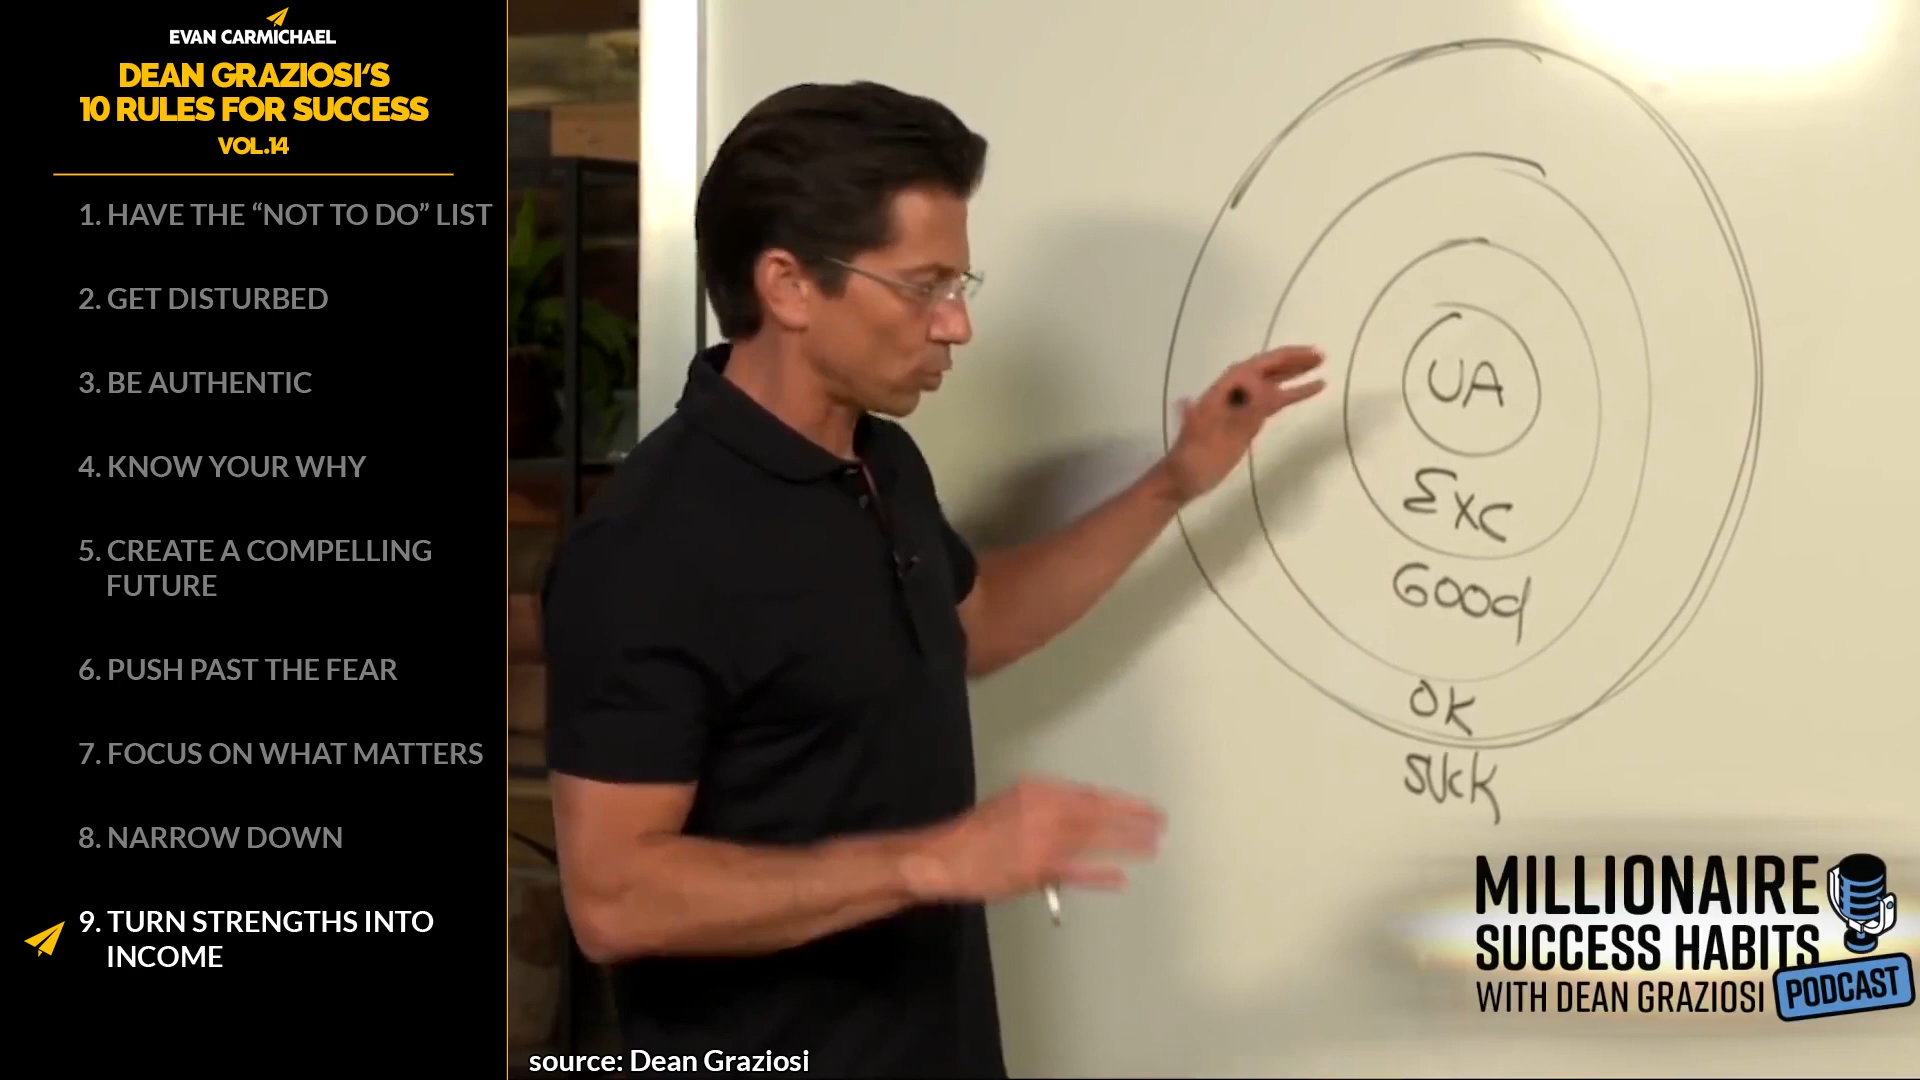 EVAN CARMICHAEL
DEAN GRAZIOSI'S
10 RULES FOR SUCCESS
VOL.14
1. HAVE THE “NOT TO DO” LIST
2. GET DISTURBED
3. BE AUTHENTIC
4. KNOW YOUR WHY
5. CREATE A COMPELLING
FUTURE
6. PUSH PAST THE FEAR
7. FOCUS ON WHAT MATTERS
8. NARROW DOWN
9. TURN STRENGTHS INTO
INCOME
UA
EXC
GOOd
OK
SUCK
MILLIONAIRE
SUCCESS HABITS
WITH DEAN GRAZIOSI
PODCAST
source: Dean Graziosi